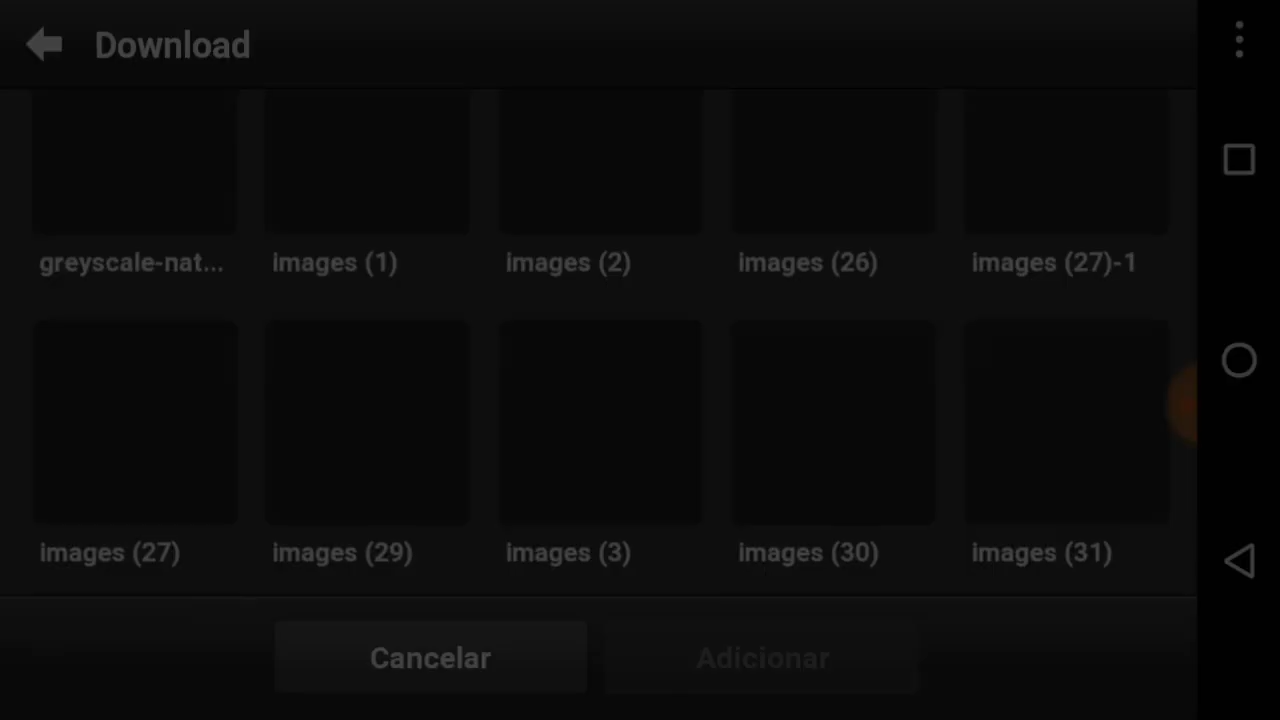 Download
greyscale-nat... images (1) images (2) images (26) images (27)-1
images (27) images (29) images (3) images (30) images (31)
Cancelar Adicionar